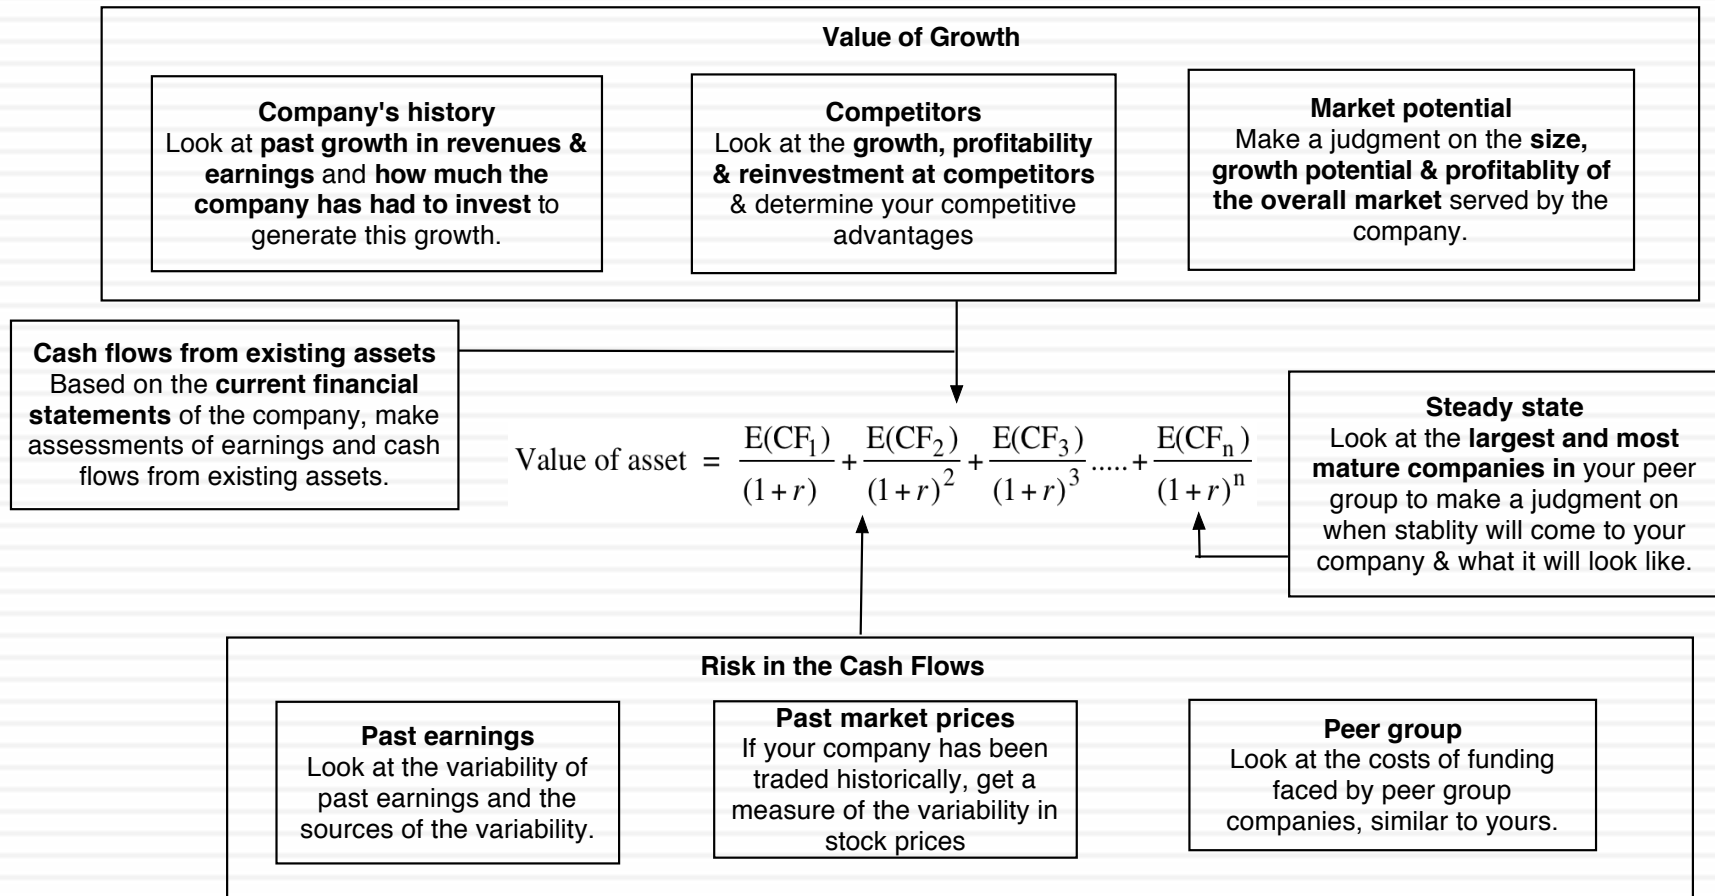 Value of Growth
Company's history
Look at past growth in revenues &
earnings and how much the
company has had to invest to
generate this growth.
Competitors
Look at the growth, profitability
& reinvestment at competitors
& determine your competitive
advantages
Market potential
Make a judgment on the size,
growth potential & profitablity of
the overall market served by the
company.
Cash flows from existing assets
Based on the current financial
statements of the company, make
assessments of earnings and cash
flows from existing assets.
Value of asset = E(CF₁)/(1+r) + E(CF₂)/(1+r)² + E(CF₃)/(1+r)³ ..... + E(CFₙ)/(1+r)ⁿ
Steady state
Look at the largest and most
mature companies in your peer
group to make a judgment on
when stablity will come to your
company & what it will look like.
Risk in the Cash Flows
Past earnings
Look at the variability of
past earnings and the
sources of the variability.
Past market prices
If your company has been
traded historically, get a
measure of the variability in
stock prices
Peer group
Look at the costs of funding
faced by peer group
companies, similar to yours.